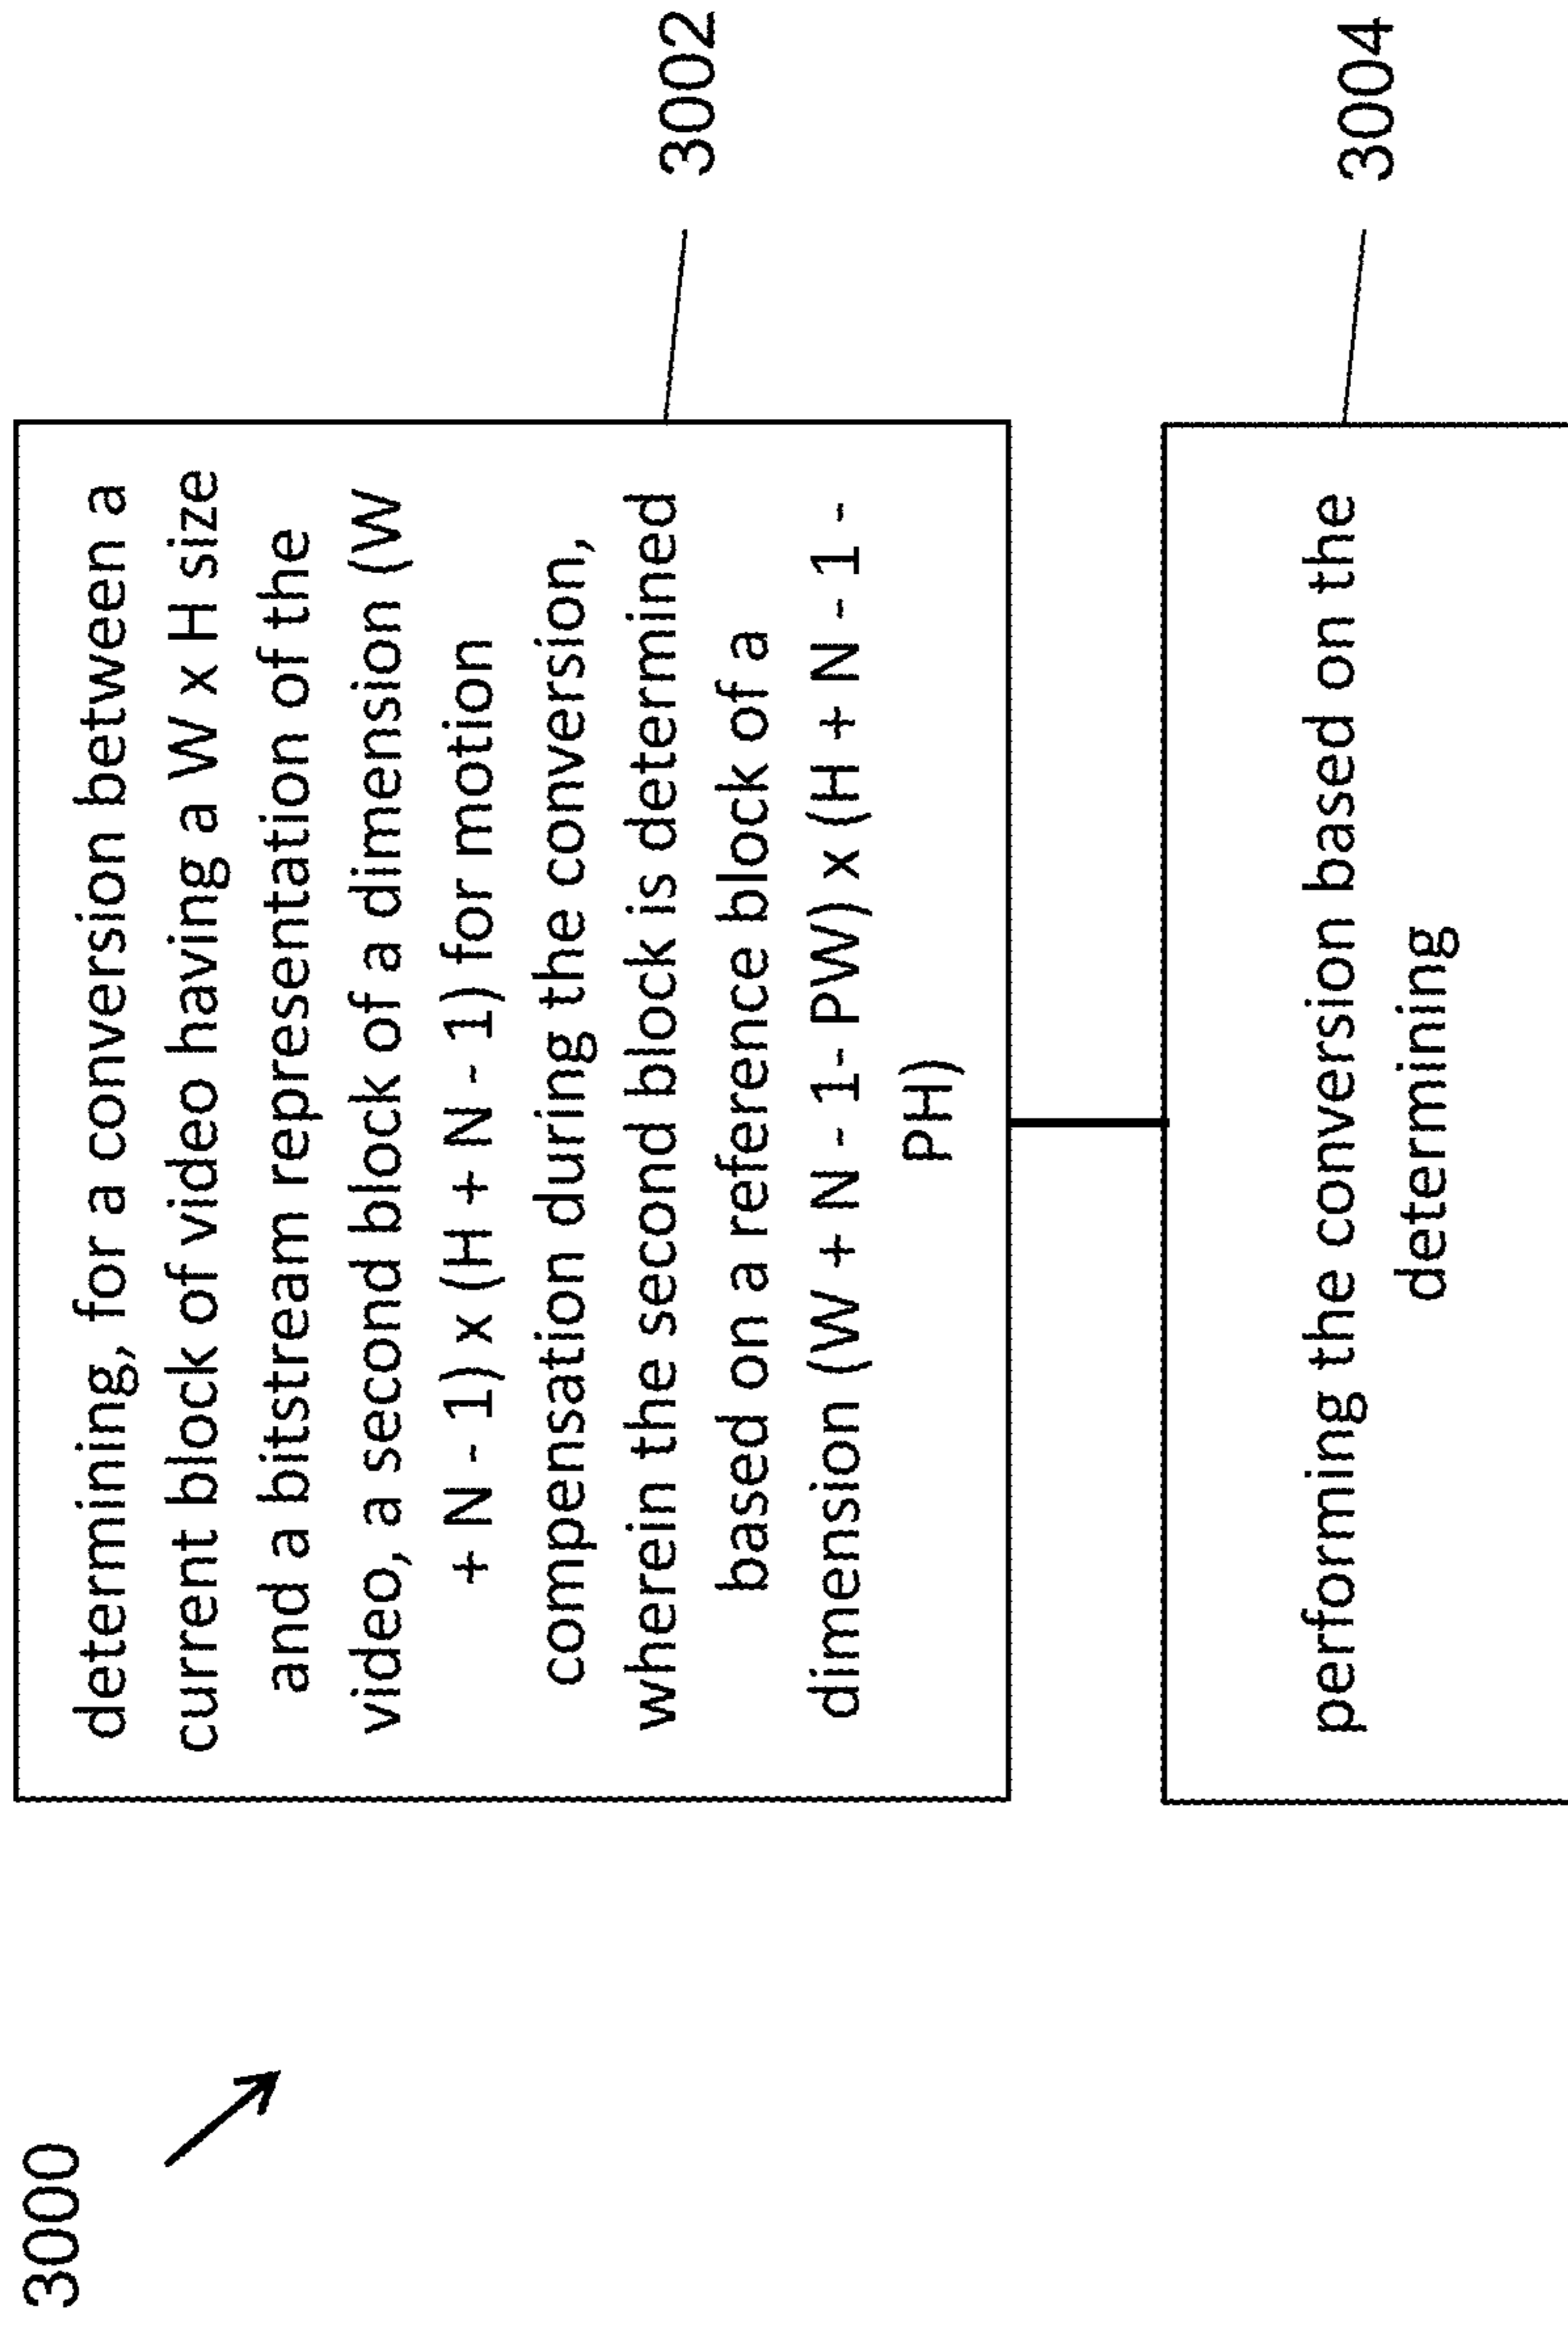 3000
determining, for a conversion between a
current block of video having a W x H size
and a bitstream representation of the
video, a second block of a dimension (W
+ N - 1) x (H + N - 1) for motion
compensation during the conversion,
wherein the second block is determined
based on a reference block of a
dimension (W + N - 1- PW) x (H + N - 1 -
PH)
3002
performing the conversion based on the
determining
3004